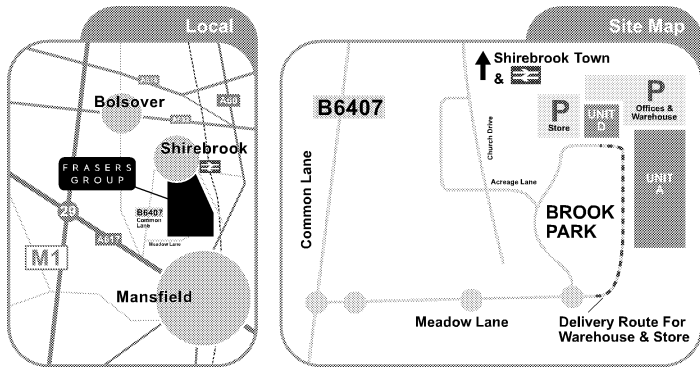 Local
Bolsover
Shirebrook
FRASERS
GROUP
B6407
Common
Lane
Meadow Lane
29
A617
M1
Mansfield
Site Map
Shirebrook Town
&
B6407
P
Store
UNIT
D
P
Offices &
Warehouse
UNIT
A
Church Drive
Acreage Lane
Common Lane
BROOK
PARK
Meadow Lane
Delivery Route For
Warehouse & Store